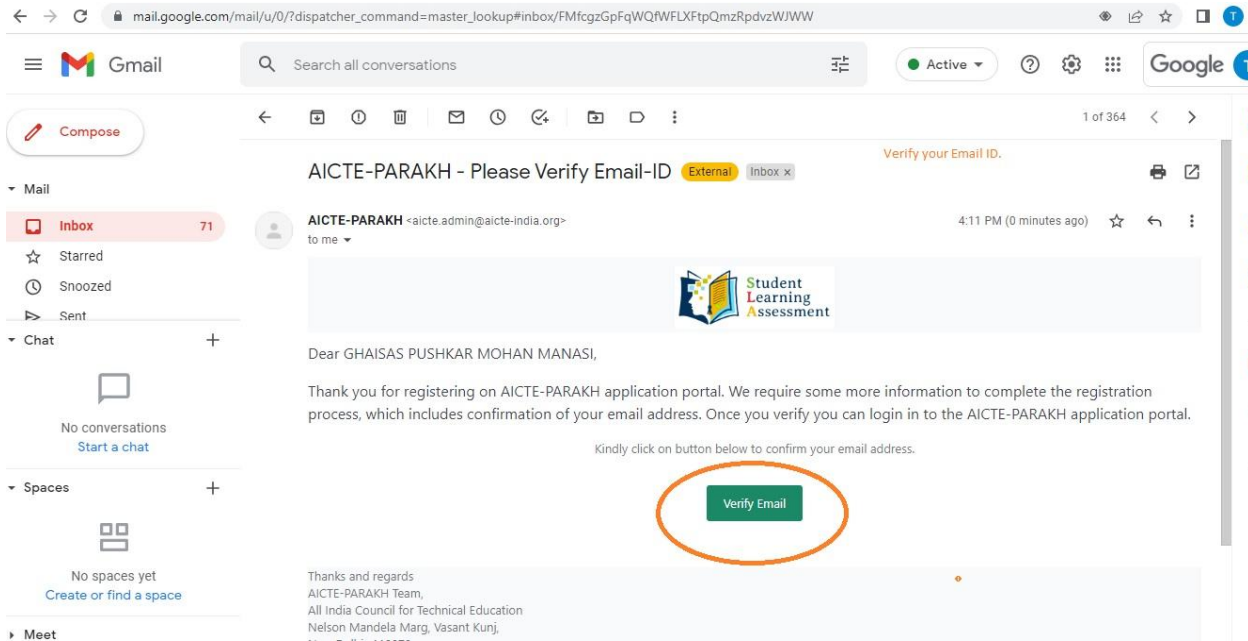 mail.google.com/mail/u/0/?dispatcher_command=master_lookup#inbox/FMfcgzGpFqWQfWFLXFtpQmzRpdvzWJWW
T
Gmail
Search all conversations
Active
Google
T
Compose
1 of 364
Verify your Email ID.
AICTE-PARAKH - Please Verify Email-ID External Inbox x
Mail
Inbox 71
Starred
Snoozed
Sent
AICTE-PARAKH <aicte.admin@aicte-india.org>
4:11 PM (0 minutes ago)
to me
Student
Learning
Assessment
Chat
No conversations
Start a chat
Dear GHAISAS PUSHKAR MOHAN MANASI,
Thank you for registering on AICTE-PARAKH application portal. We require some more information to complete the registration
process, which includes confirmation of your email address. Once you verify you can login in to the AICTE-PARAKH application portal.
Kindly click on button below to confirm your email address.
Verify Email
Spaces
No spaces yet
Create or find a space
Meet
Thanks and regards
AICTE-PARAKH Team,
All India Council for Technical Education
Nelson Mandela Marg, Vasant Kunj,